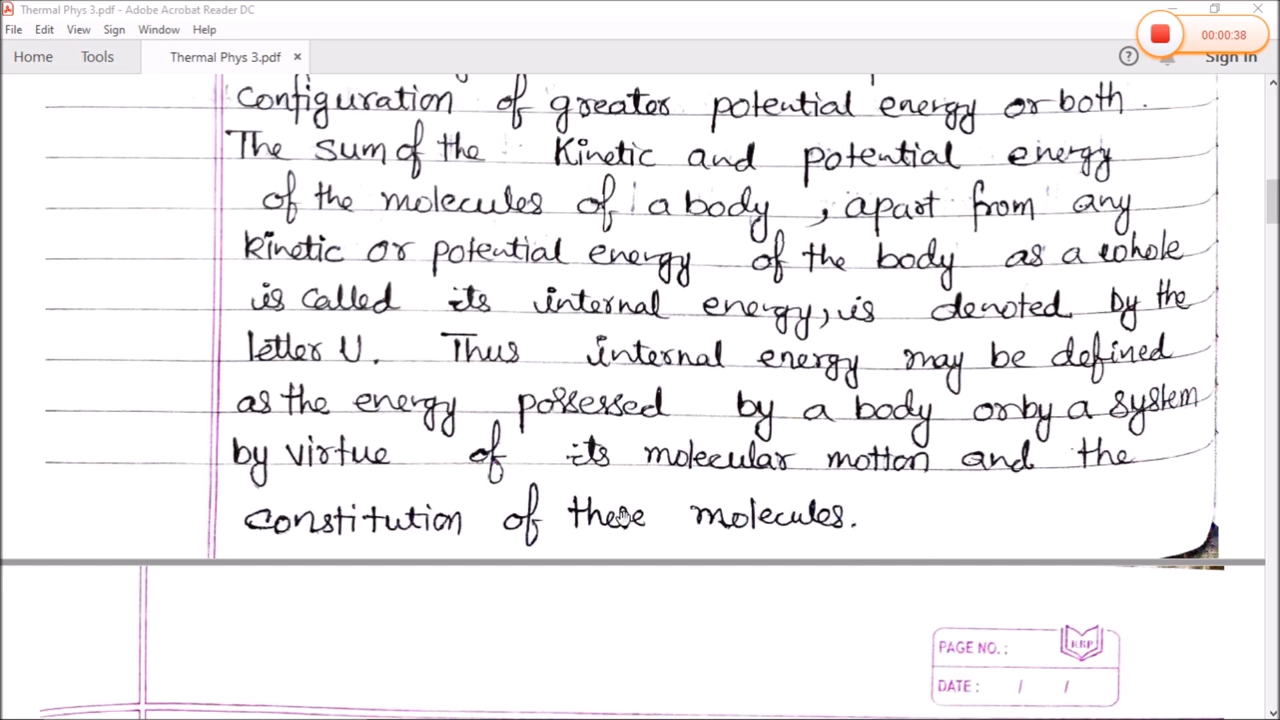 Thermal Phys 3.pdf - Adobe Acrobat Reader DC
File Edit View Sign Window Help
00:00:38
Home Tools Thermal Phys 3.pdf × ? Sign In
Configuration of greater potential energy or both.
The sum of the Kinetic and potential energy
of the molecules of a body, apart from any
kinetic or potential energy of the body as a whole
is called its internal energy, is denoted by the
letter U. Thus internal energy may be defined
as the energy possessed by a body or by a system
by virtue of its molecular motton and the
constitution of these molecules.
PAGE NO.: KRP
DATE : / /